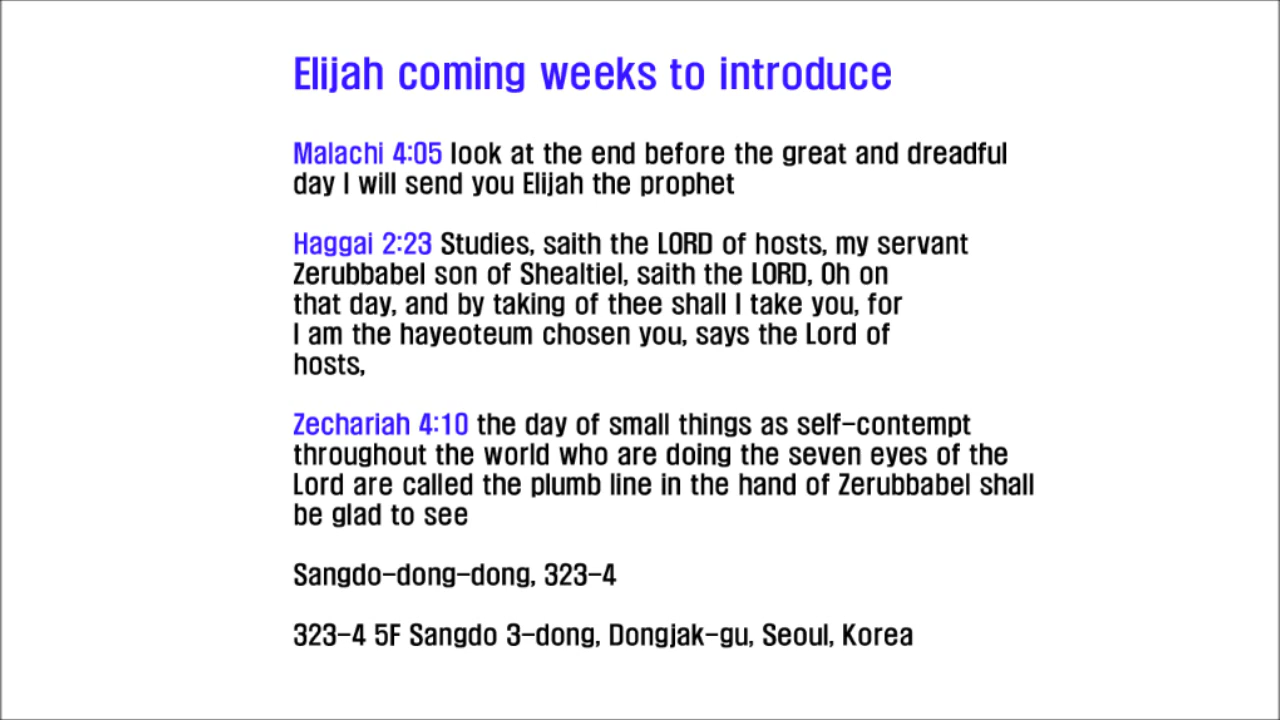 Elijah coming weeks to introduce
Malachi 4:05 look at the end before the great and dreadful
day I will send you Elijah the prophet
Haggai 2:23 Studies, saith the LORD of hosts, my servant
Zerubbabel son of Shealtiel, saith the LORD, Oh on
that day, and by taking of thee shall I take you, for
I am the hayeoteum chosen you, says the Lord of
hosts,
Zechariah 4:10 the day of small things as self-contempt
throughout the world who are doing the seven eyes of the
Lord are called the plumb line in the hand of Zerubbabel shall
be glad to see
Sangdo-dong-dong, 323-4
323-4 5F Sangdo 3-dong, Dongjak-gu, Seoul, Korea